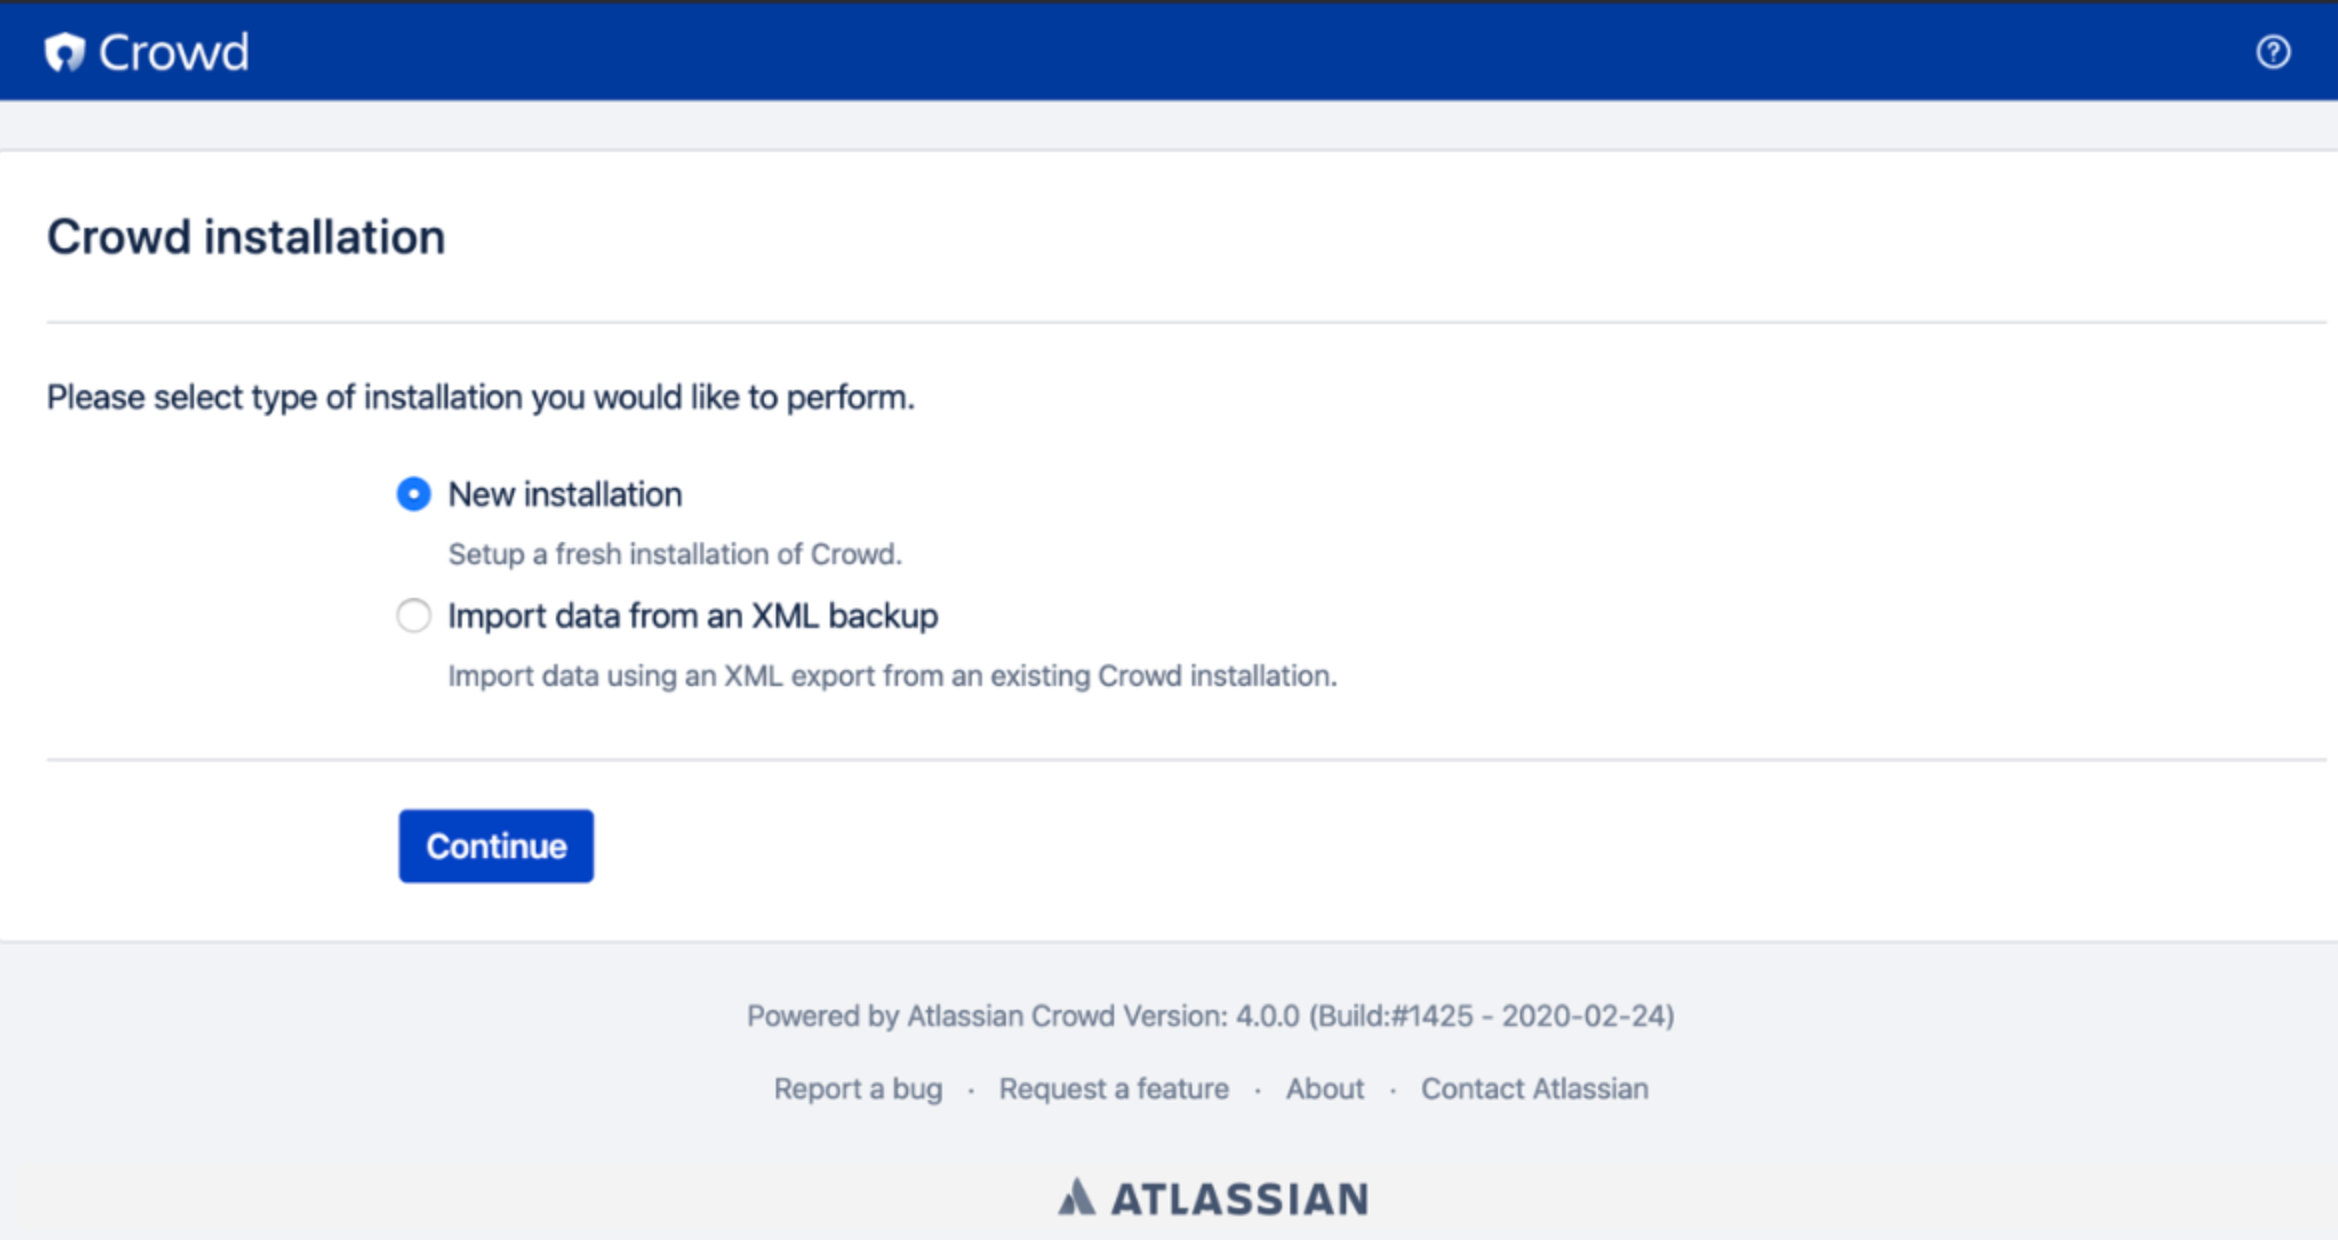 Crowd
Crowd installation
Please select type of installation you would like to perform.
New installation
Setup a fresh installation of Crowd.
Import data from an XML backup
Import data using an XML export from an existing Crowd installation.
Continue
Powered by Atlassian Crowd Version: 4.0.0 (Build:#1425 - 2020-02-24)
Report a bug · Request a feature · About · Contact Atlassian
ATLASSIAN